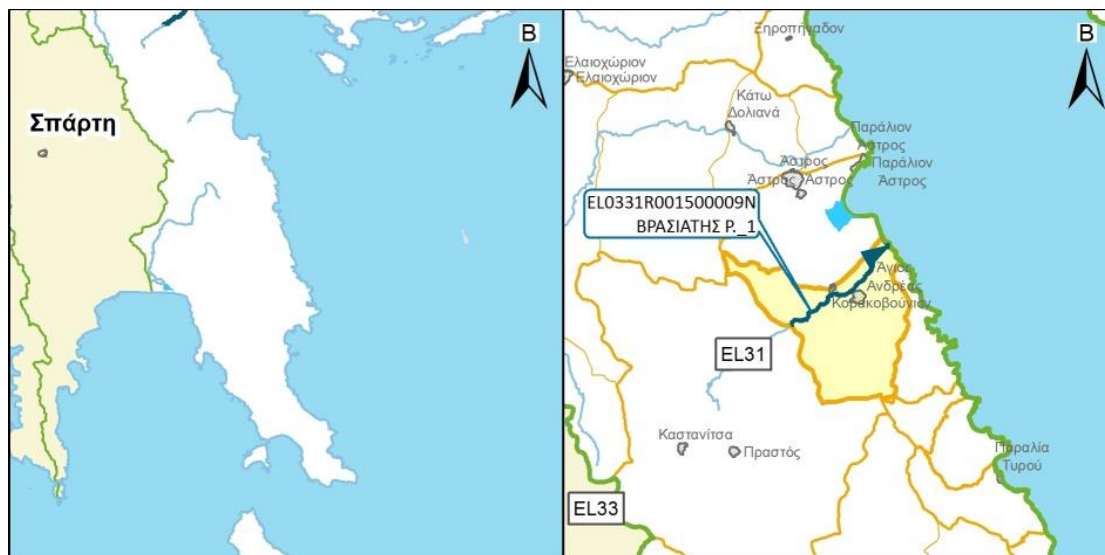 Β
Σπάρτη
Β
Ξηροπήγαδον
Ελαιοχώριον
Ελαιοχώριον
Κάτω
Δολιανά
Παράλιον
Άστρος
Παράλιον
Άστρος
Άστρος
Άστρος
Άστρος
EL0331R001500009N
ΒΡΑΣΙΑΤΗΣ Ρ._1
Άγιος
Ανδρέας
Κορακοβούνιον
EL31
Καστανίτσα
Πραστός
Παραλία
Τυρού
EL33